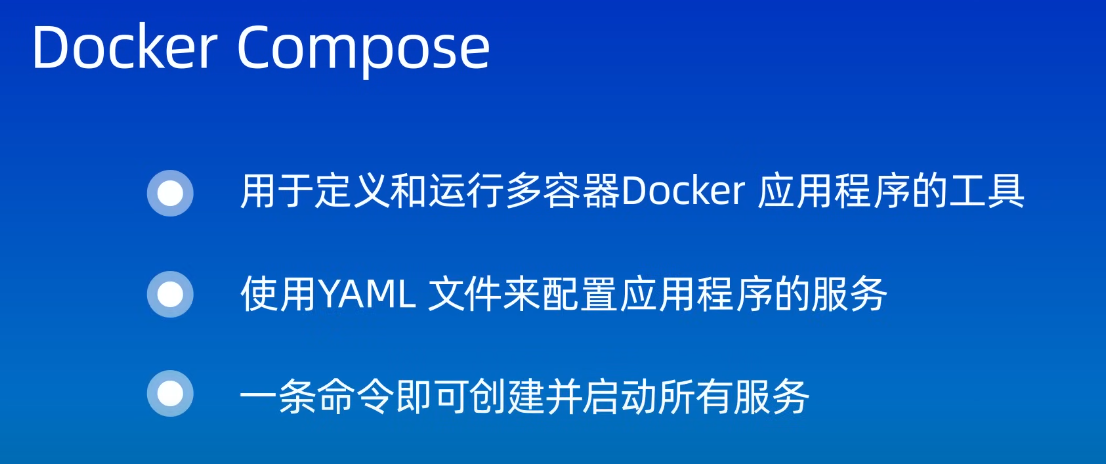 Docker Compose
用于定义和运行多容器Docker 应用程序的工具
使用YAML 文件来配置应用程序的服务
一条命令即可创建并启动所有服务